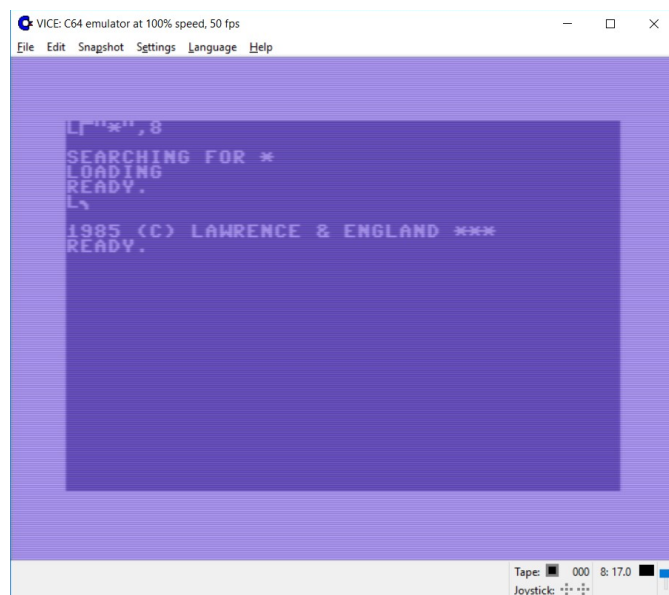 VICE: C64 emulator at 100% speed, 50 fps
File Edit Snapshot Settings Language Help
L┌"*",8
SEARCHING FOR *
LOADING
READY.
L╮
1985 (C) LAWRENCE & ENGLAND ***
READY.
Tape: 000 8: 17.0
Joystick: